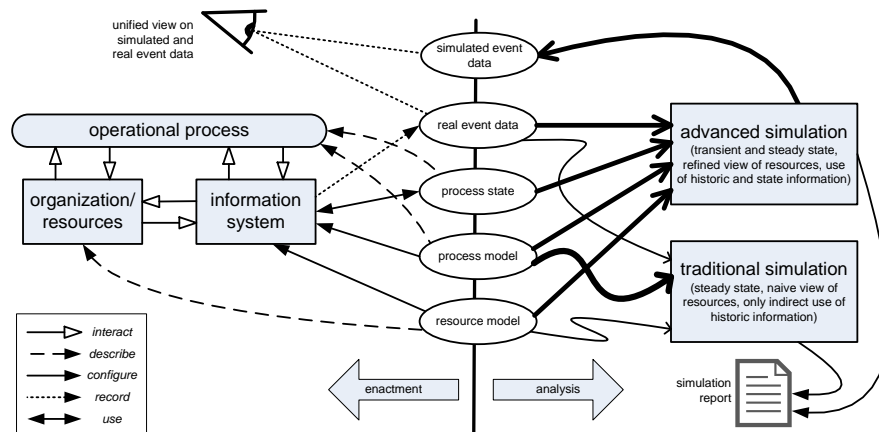 unified view on
simulated and
real event data
simulated event
data
operational process
real event data
advanced simulation
(transient and steady state,
refined view of resources, use
of historic and state information)
process state
organization/
resources
information
system
process model
traditional simulation
(steady state, naive view of
resources, only indirect use of
historic information)
resource model
interact
describe
configure
record
use
enactment
analysis
simulation
report